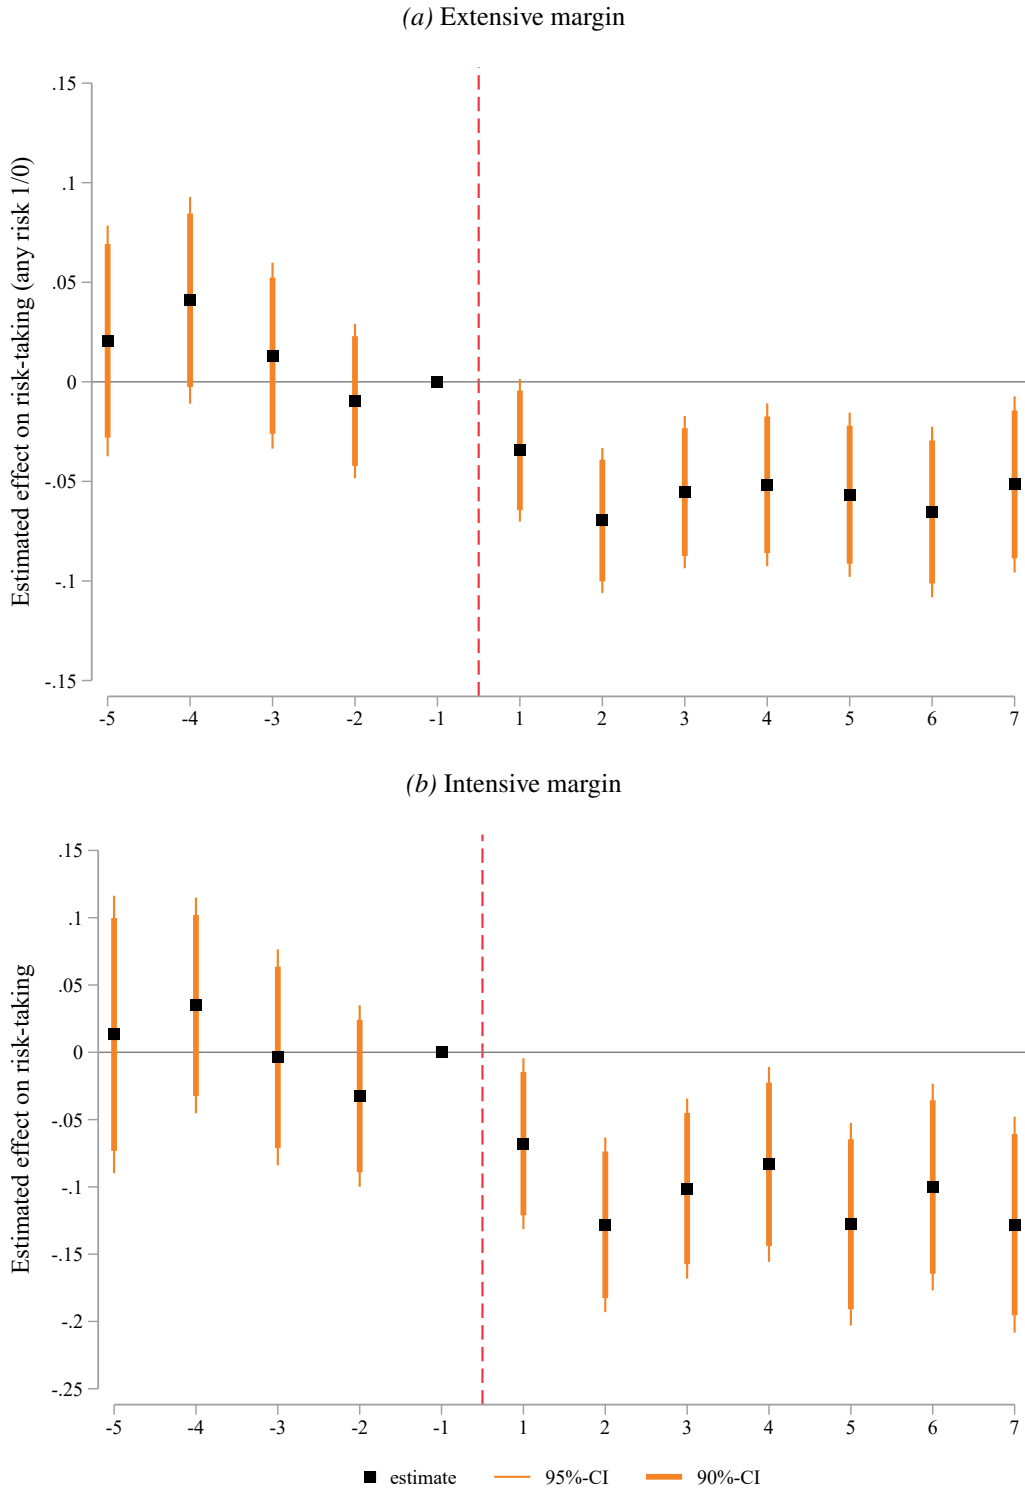 (a) Extensive margin
Estimated effect on risk-taking (any risk 1/0)
.15
.1
.05
0
-.05
-.1
-.15
-5 -4 -3 -2 -1 1 2 3 4 5 6 7
(b) Intensive margin
Estimated effect on risk-taking
.15
.1
.05
0
-.05
-.1
-.15
-.2
-.25
-5 -4 -3 -2 -1 1 2 3 4 5 6 7
estimate 95%-CI 90%-CI